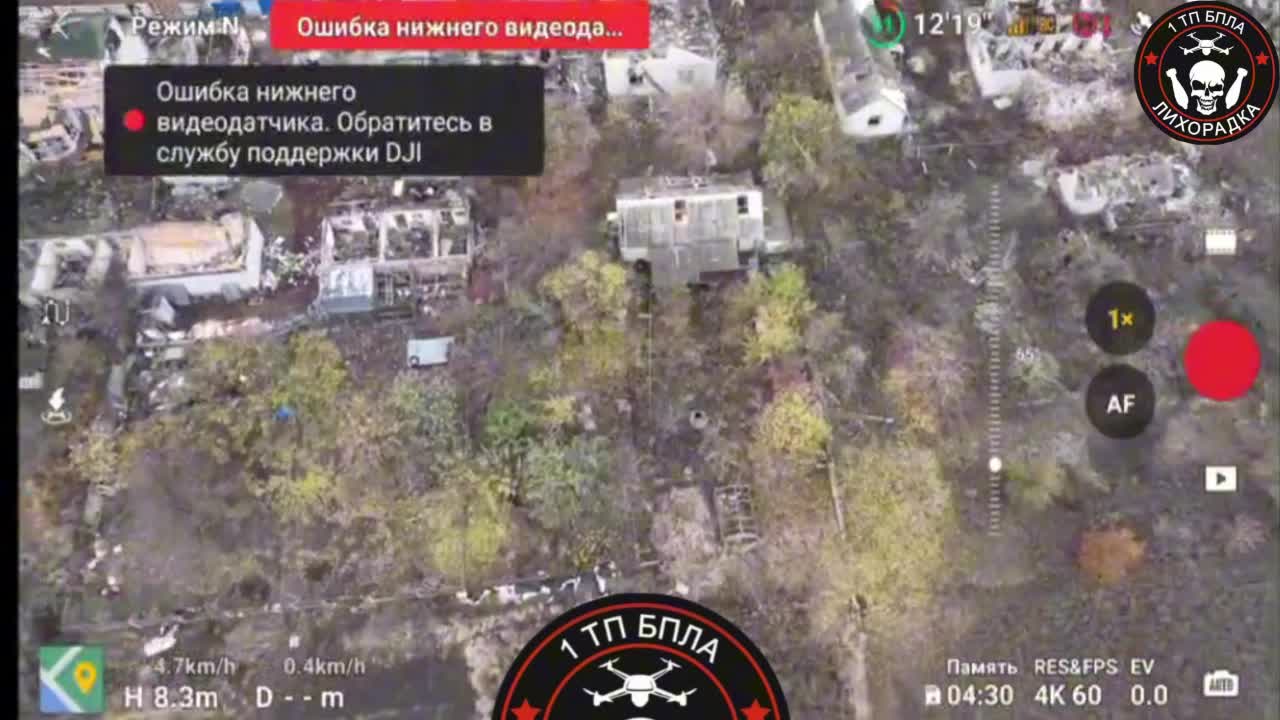 Режим N
Ошибка нижнего видеода...
12'19"
RC
Ошибка нижнего
видеодатчика. Обратитесь в
службу поддержки DJI
1 ТП БПЛА
ЛИХОРАДКА
1×
AF
4.7km/h 0.4km/h
H 8.3m D - - m
1 ТП БПЛА
Память RES&FPS EV
04:30 4K 60 0.0
AUTO